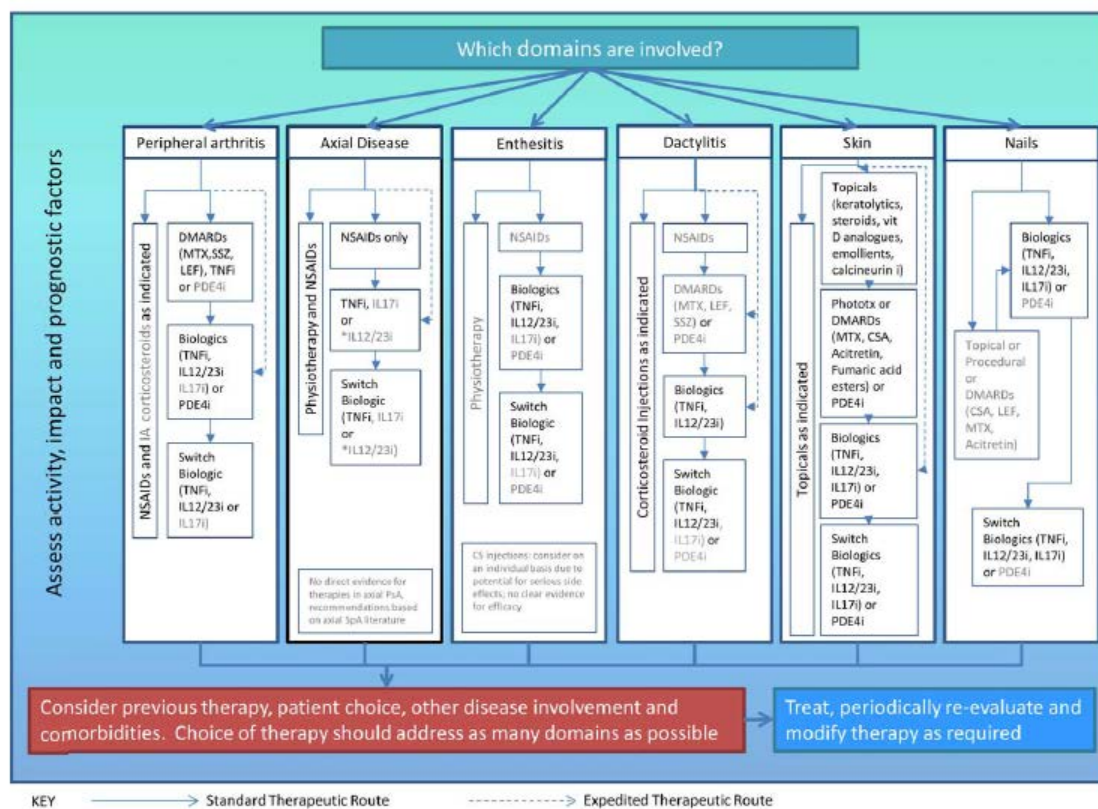 Which domains are involved?
Assess activity, impact and prognostic factors
Peripheral arthritis
NSAIDs and IA corticosteroids as indicated
DMARDs
(MTX,SSZ,
LEF), TNFi
or PDE4i
Biologics
(TNFi,
IL12/23i
IL17i) or
PDE4i
Switch
Biologic
(TNFi,
IL12/23i or
IL17i)
Axial Disease
Physiotherapy and NSAIDs
NSAIDs only
TNFi, IL17i
or
*IL12/23i
Switch
Biologic
(TNFi, IL17i
or
*IL12/23i)
No direct evidence for
therapies in axial PsA,
recommendations based
on axial SpA literature
Enthesitis
Physiotherapy
NSAIDs
Biologics
(TNFi,
IL12/23i,
IL17i) or
PDE4i
Switch
Biologic
(TNFi,
IL12/23i,
IL17i) or
PDE4i
CS injections: consider on
an individual basis due to
potential for serious side
effects; no clear evidence
for efficacy
Dactylitis
Corticosteroid Injections as indicated
NSAIDs
DMARDs
(MTX, LEF,
SSZ) or
PDE4i
Biologics
(TNFi,
IL12/23i)
Switch
Biologic
(TNFi,
IL12/23i,
IL17i) or
PDE4i
Skin
Topicals as indicated
Topicals
(keratolytics,
steroids, vit
D analogues,
emollients,
calcineurin i)
Phototx or
DMARDs
(MTX, CSA,
Acitretin,
Fumaric acid
esters) or
PDE4i
Biologics
(TNFi,
IL12/23i,
IL17i) or
PDE4i
Switch
Biologics
(TNFi,
IL12/23i,
IL17i) or
PDE4i
Nails
Biologics
(TNFi,
IL12/23i,
IL17i) or
PDE4i
Topical or
Procedural
or
DMARDs
(CSA, LEF,
MTX,
Acitretin)
Switch
Biologics (TNFi,
IL12/23i, IL17i)
or PDE4i
Consider previous therapy, patient choice, other disease involvement and
comorbidities. Choice of therapy should address as many domains as possible
Treat, periodically re-evaluate and
modify therapy as required
KEY Standard Therapeutic Route Expedited Therapeutic Route